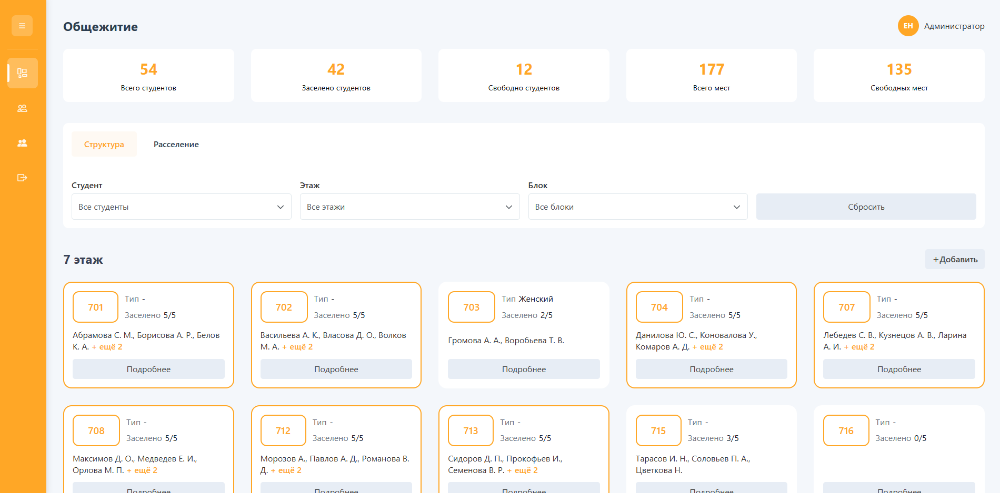 Общежитие
ЕН Администратор
54
Всего студентов
42
Заселено студентов
12
Свободно студентов
177
Всего мест
135
Свободных мест
Структура
Расселение
Студент
Все студенты
Этаж
Все этажи
Блок
Все блоки
Сбросить
7 этаж
+Добавить
701
Тип -
Заселено 5/5
Абрамова С. М., Борисова А. Р., Белов
К. А. + ещё 2
Подробнее
702
Тип -
Заселено 5/5
Васильева А. К., Власова Д. О., Волков
М. А. + ещё 2
Подробнее
703
Тип Женский
Заселено 2/5
Громова А. А., Воробьева Т. В.
Подробнее
704
Тип -
Заселено 5/5
Данилова Ю. С., Коновалова У.,
Комаров А. Д. + ещё 2
Подробнее
707
Тип -
Заселено 5/5
Лебедев С. В., Кузнецов А. В., Ларина
А. И. + ещё 2
Подробнее
708
Тип -
Заселено 5/5
Максимов Д. О., Медведев Е. И.,
Орлова М. П. + ещё 2
Подробнее
712
Тип -
Заселено 5/5
Морозов А., Павлов А. Д., Романова В.
Д. + ещё 2
Подробнее
713
Тип -
Заселено 5/5
Сидоров Д. П., Прокофьев И.,
Семенова В. Р. + ещё 2
Подробнее
715
Тип -
Заселено 3/5
Тарасов И. Н., Соловьев П. А.,
Цветкова Н.
Подробнее
716
Тип -
Заселено 0/5
Подробнее